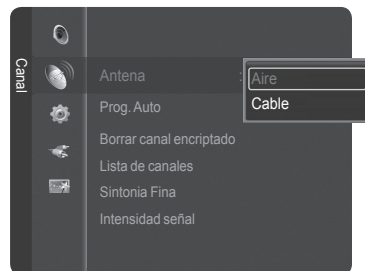 Canal
Antena : Aire
Cable
Prog. Auto
Borrar canal encriptado
Lista de canales
Sintonia Fina
Intensidad señal